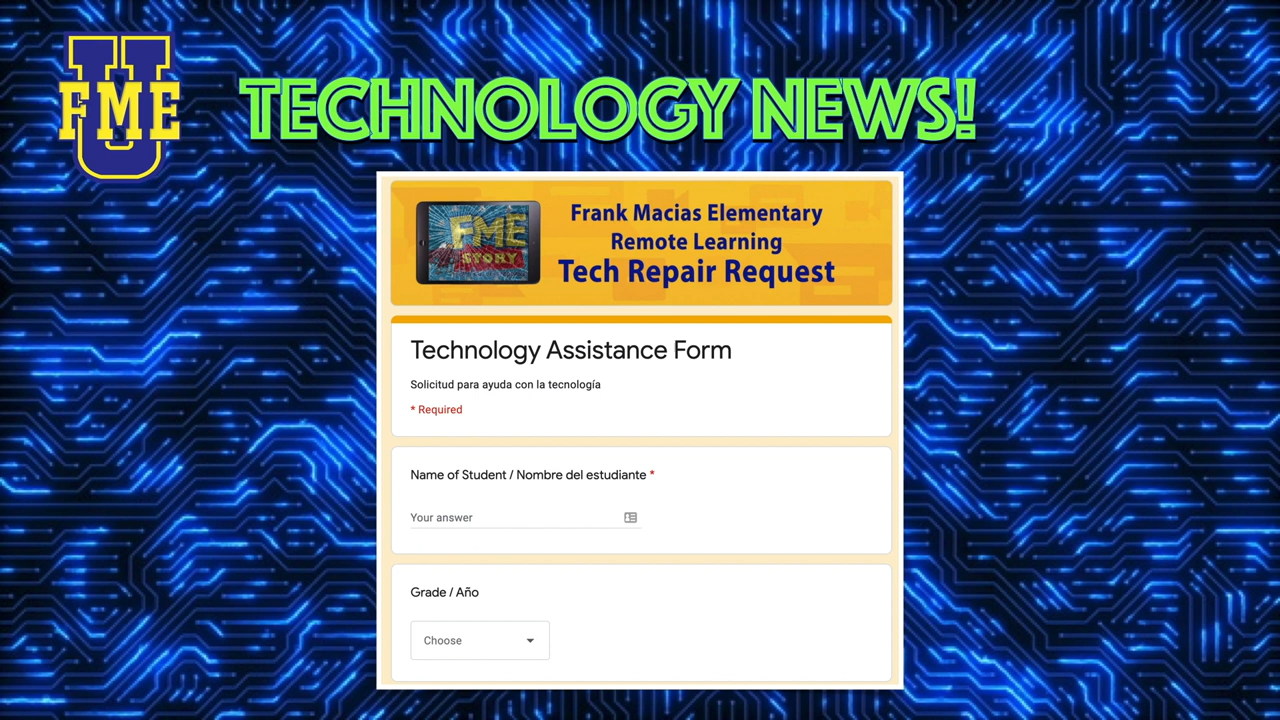 U
FME
TECHNOLOGY NEWS!
FME
STORY
Frank Macias Elementary
Remote Learning
Tech Repair Request
Technology Assistance Form
Solicitud para ayuda con la tecnología
* Required
Name of Student / Nombre del estudiante *
Your answer
Grade / Año
Choose